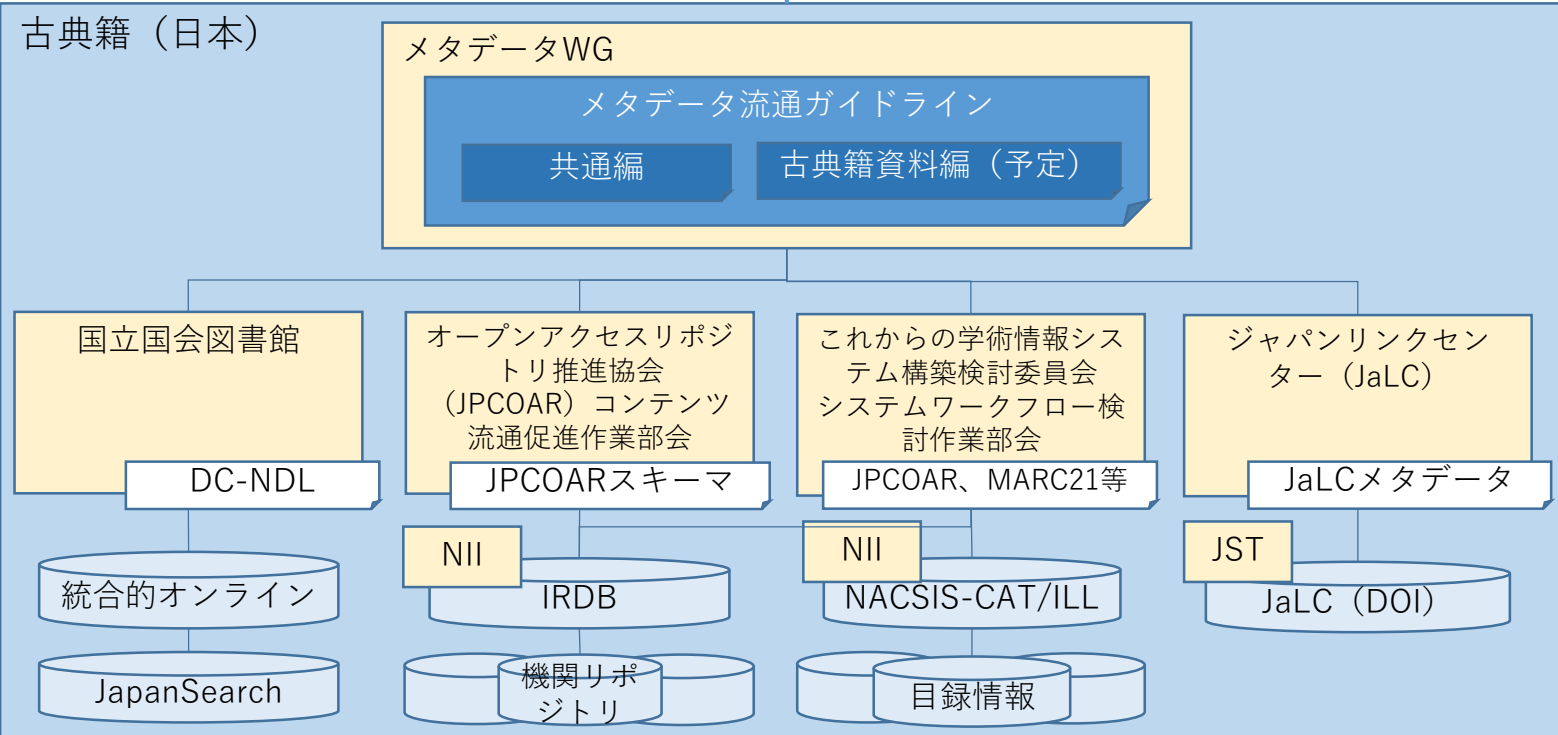 古典籍（日本）
メタデータWG
メタデータ流通ガイドライン
共通編
古典籍資料編（予定）
国立国会図書館
DC-NDL
オープンアクセスリポジ
トリ推進協会
（JPCOAR）コンテンツ
流通促進作業部会
JPCOARスキーマ
これからの学術情報シス
テム構築検討委員会
システムワークフロー検
討作業部会
JPCOAR、MARC21等
ジャパンリンクセン
ター（JaLC）
JaLCメタデータ
統合的オンライン
NII
IRDB
NII
NACSIS-CAT/ILL
JST
JaLC（DOI）
JapanSearch
機関リポ
ジトリ
目録情報